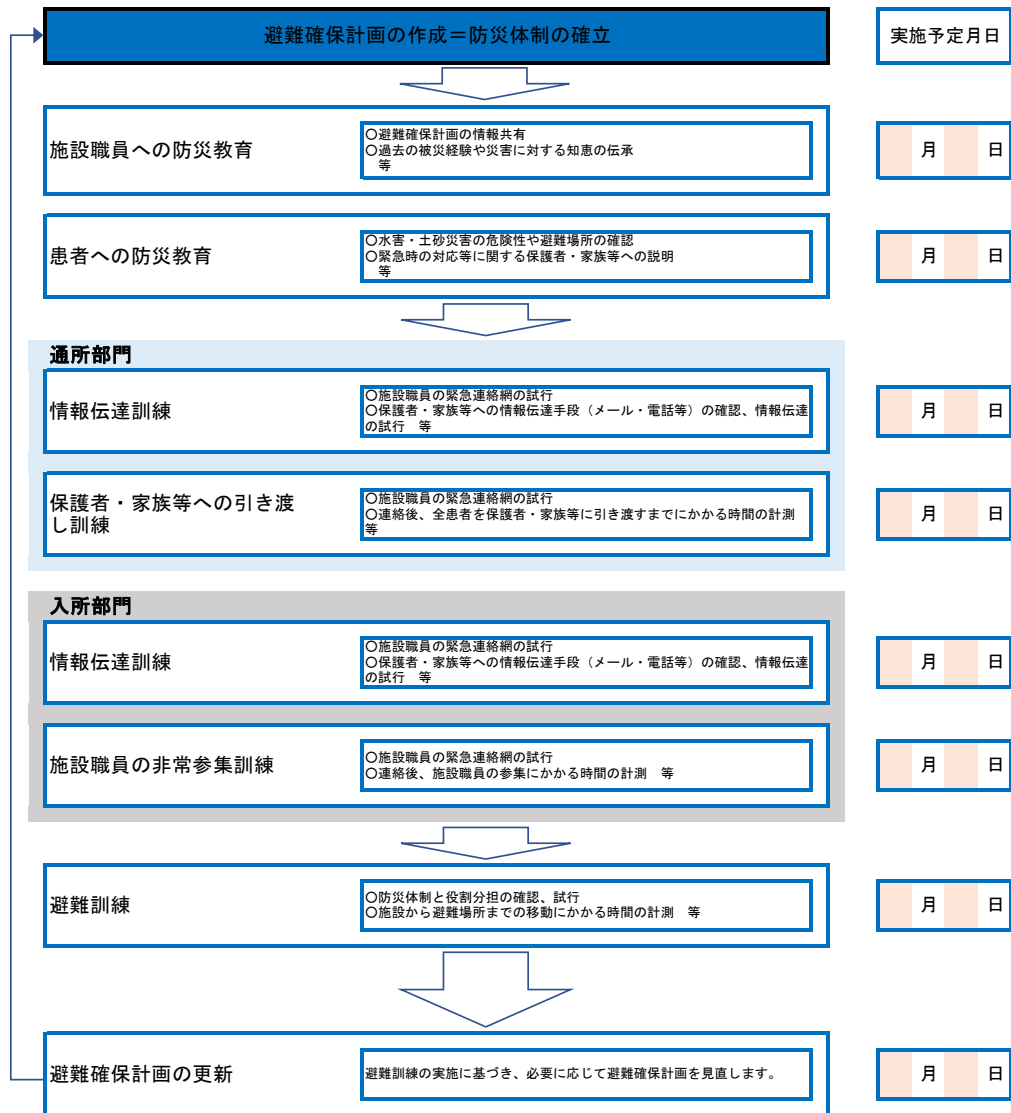 避難確保計画の作成＝防災体制の確立
実施予定月日
施設職員への防災教育
〇避難確保計画の情報共有
〇過去の被災経験や災害に対する知恵の伝承
等
月 日
患者への防災教育
〇水害・土砂災害の危険性や避難場所の確認
〇緊急時の対応等に関する保護者・家族等への説明
等
月 日
通所部門
情報伝達訓練
〇施設職員の緊急連絡網の試行
〇保護者・家族等への情報伝達手段（メール・電話等）の確認、情報伝達
の試行　等
月 日
保護者・家族等への引き渡
し訓練
〇施設職員の緊急連絡網の試行
〇連絡後、全患者を保護者・家族等に引き渡すまでにかかる時間の計測
等
月 日
入所部門
情報伝達訓練
〇施設職員の緊急連絡網の試行
〇保護者・家族等への情報伝達手段（メール・電話等）の確認、情報伝達
の試行　等
月 日
施設職員の非常参集訓練
〇施設職員の緊急連絡網の試行
〇連絡後、施設職員の参集にかかる時間の計測　等
月 日
避難訓練
〇防災体制と役割分担の確認、試行
〇施設から避難場所までの移動にかかる時間の計測　等
月 日
避難確保計画の更新
避難訓練の実施に基づき、必要に応じて避難確保計画を見直します。
月 日